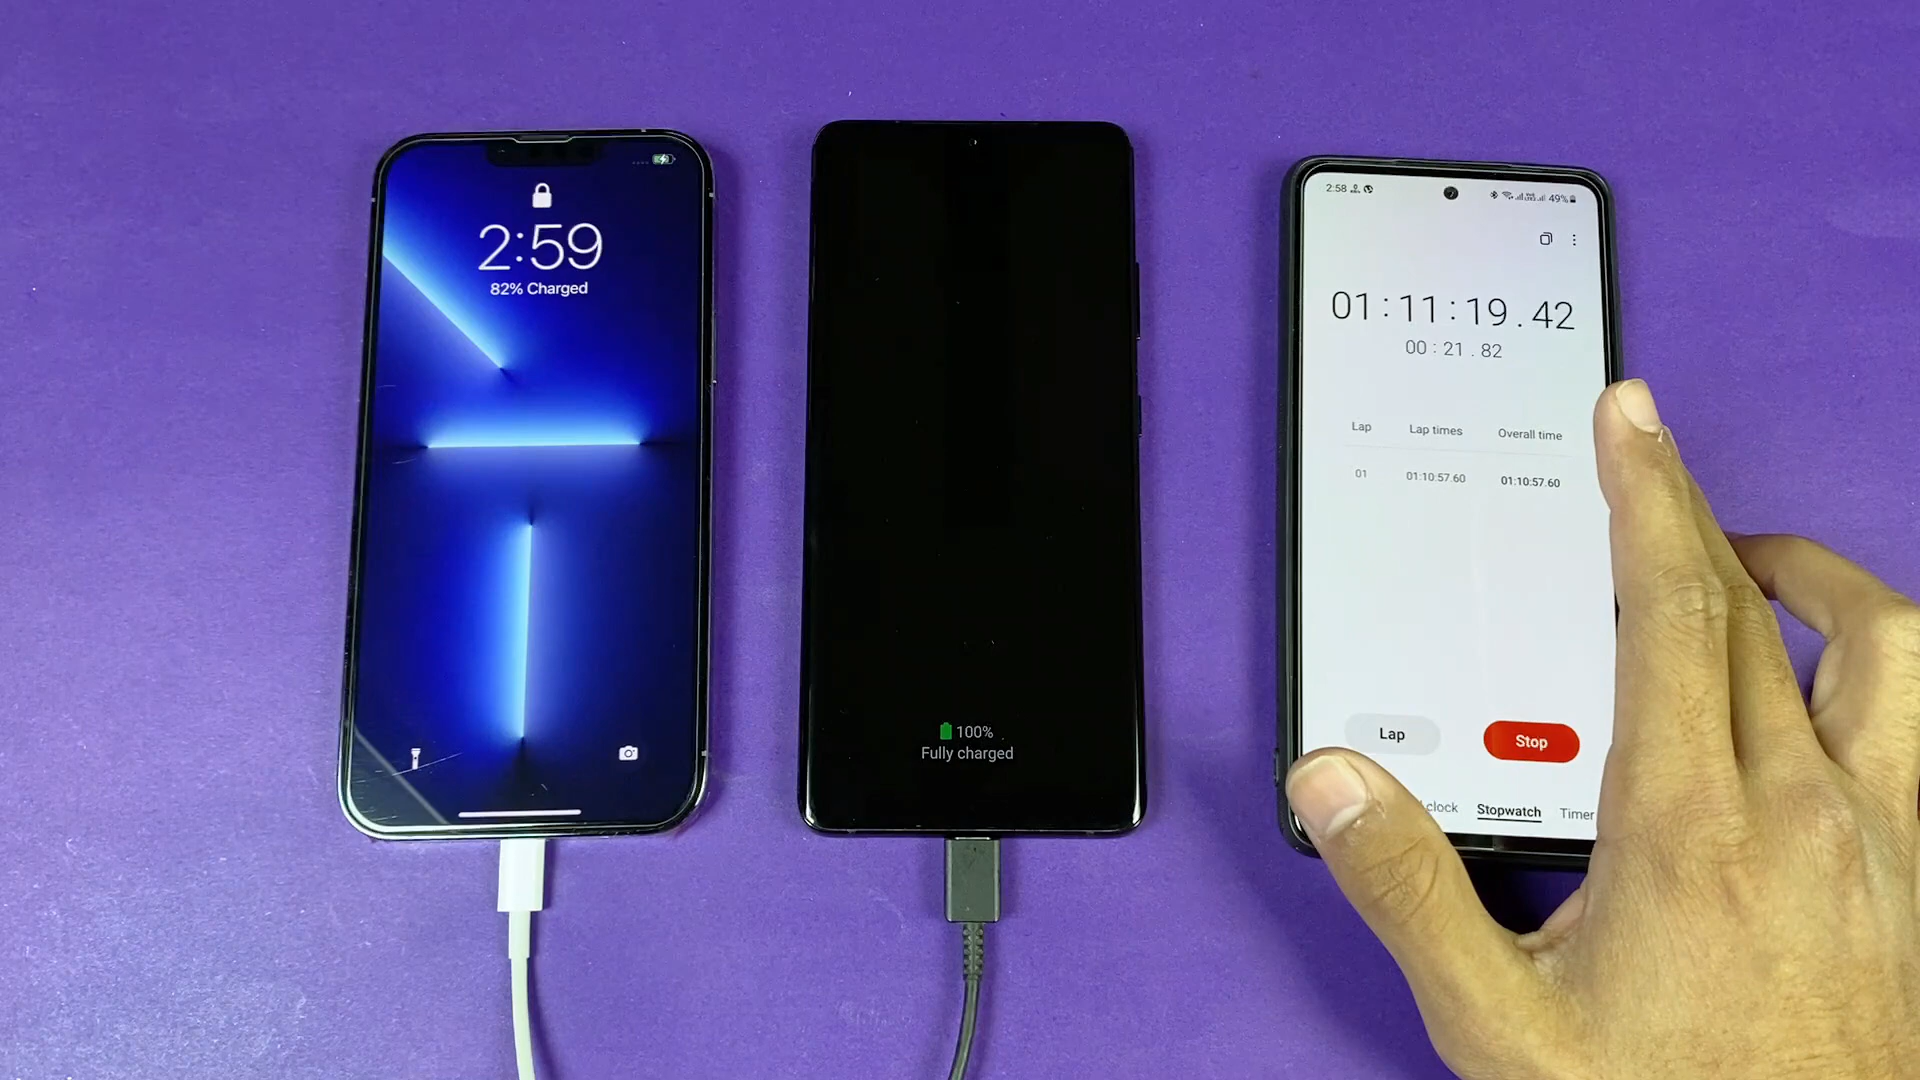 2:59
82% Charged
100%
Fully charged
2:58
49%
01:11:19.42
00:21.82
Lap Lap times Overall time
01 01:10:57.60 01:10:57.60
Lap Stop
clock Stopwatch Timer